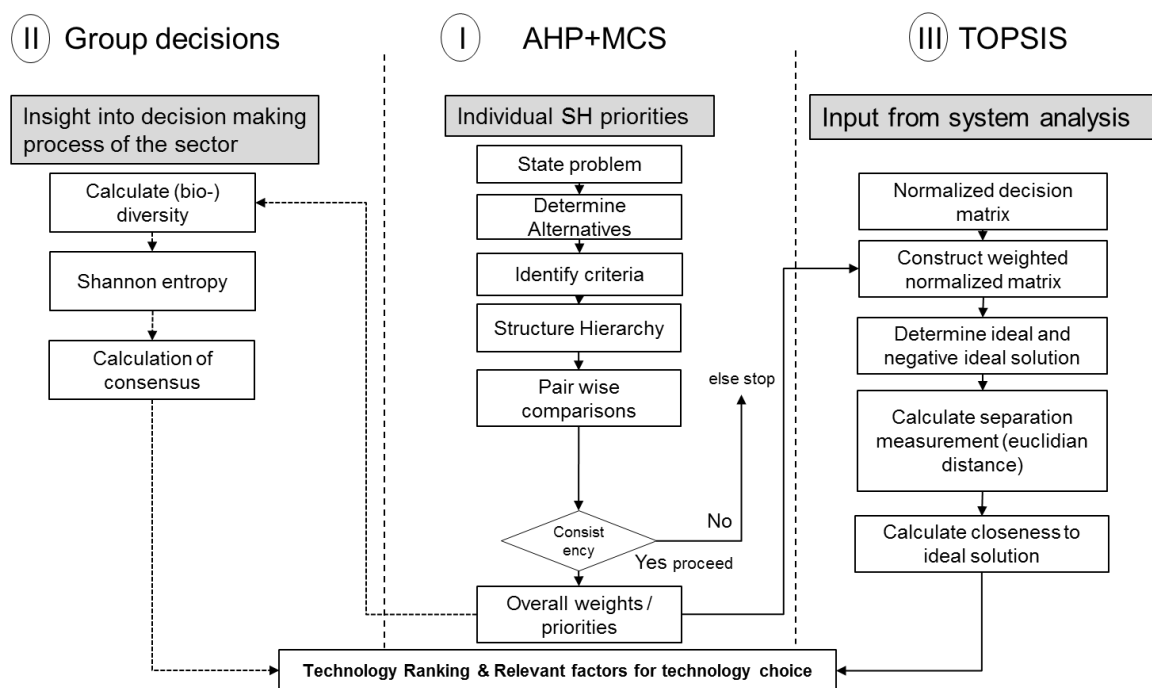 II Group decisions
Insight into decision making
process of the sector
Calculate (bio-)
diversity
Shannon entropy
Calculation of
consensus
I AHP+MCS
Individual SH priorities
State problem
Determine
Alternatives
Identify criteria
Structure Hierarchy
Pair wise
comparisons
else stop
Consist
ency
No
Yes proceed
Overall weights /
priorities
III TOPSIS
Input from system analysis
Normalized decision
matrix
Construct weighted
normalized matrix
Determine ideal and
negative ideal solution
Calculate separation
measurement (euclidian
distance)
Calculate closeness to
ideal solution
Technology Ranking & Relevant factors for technology choice